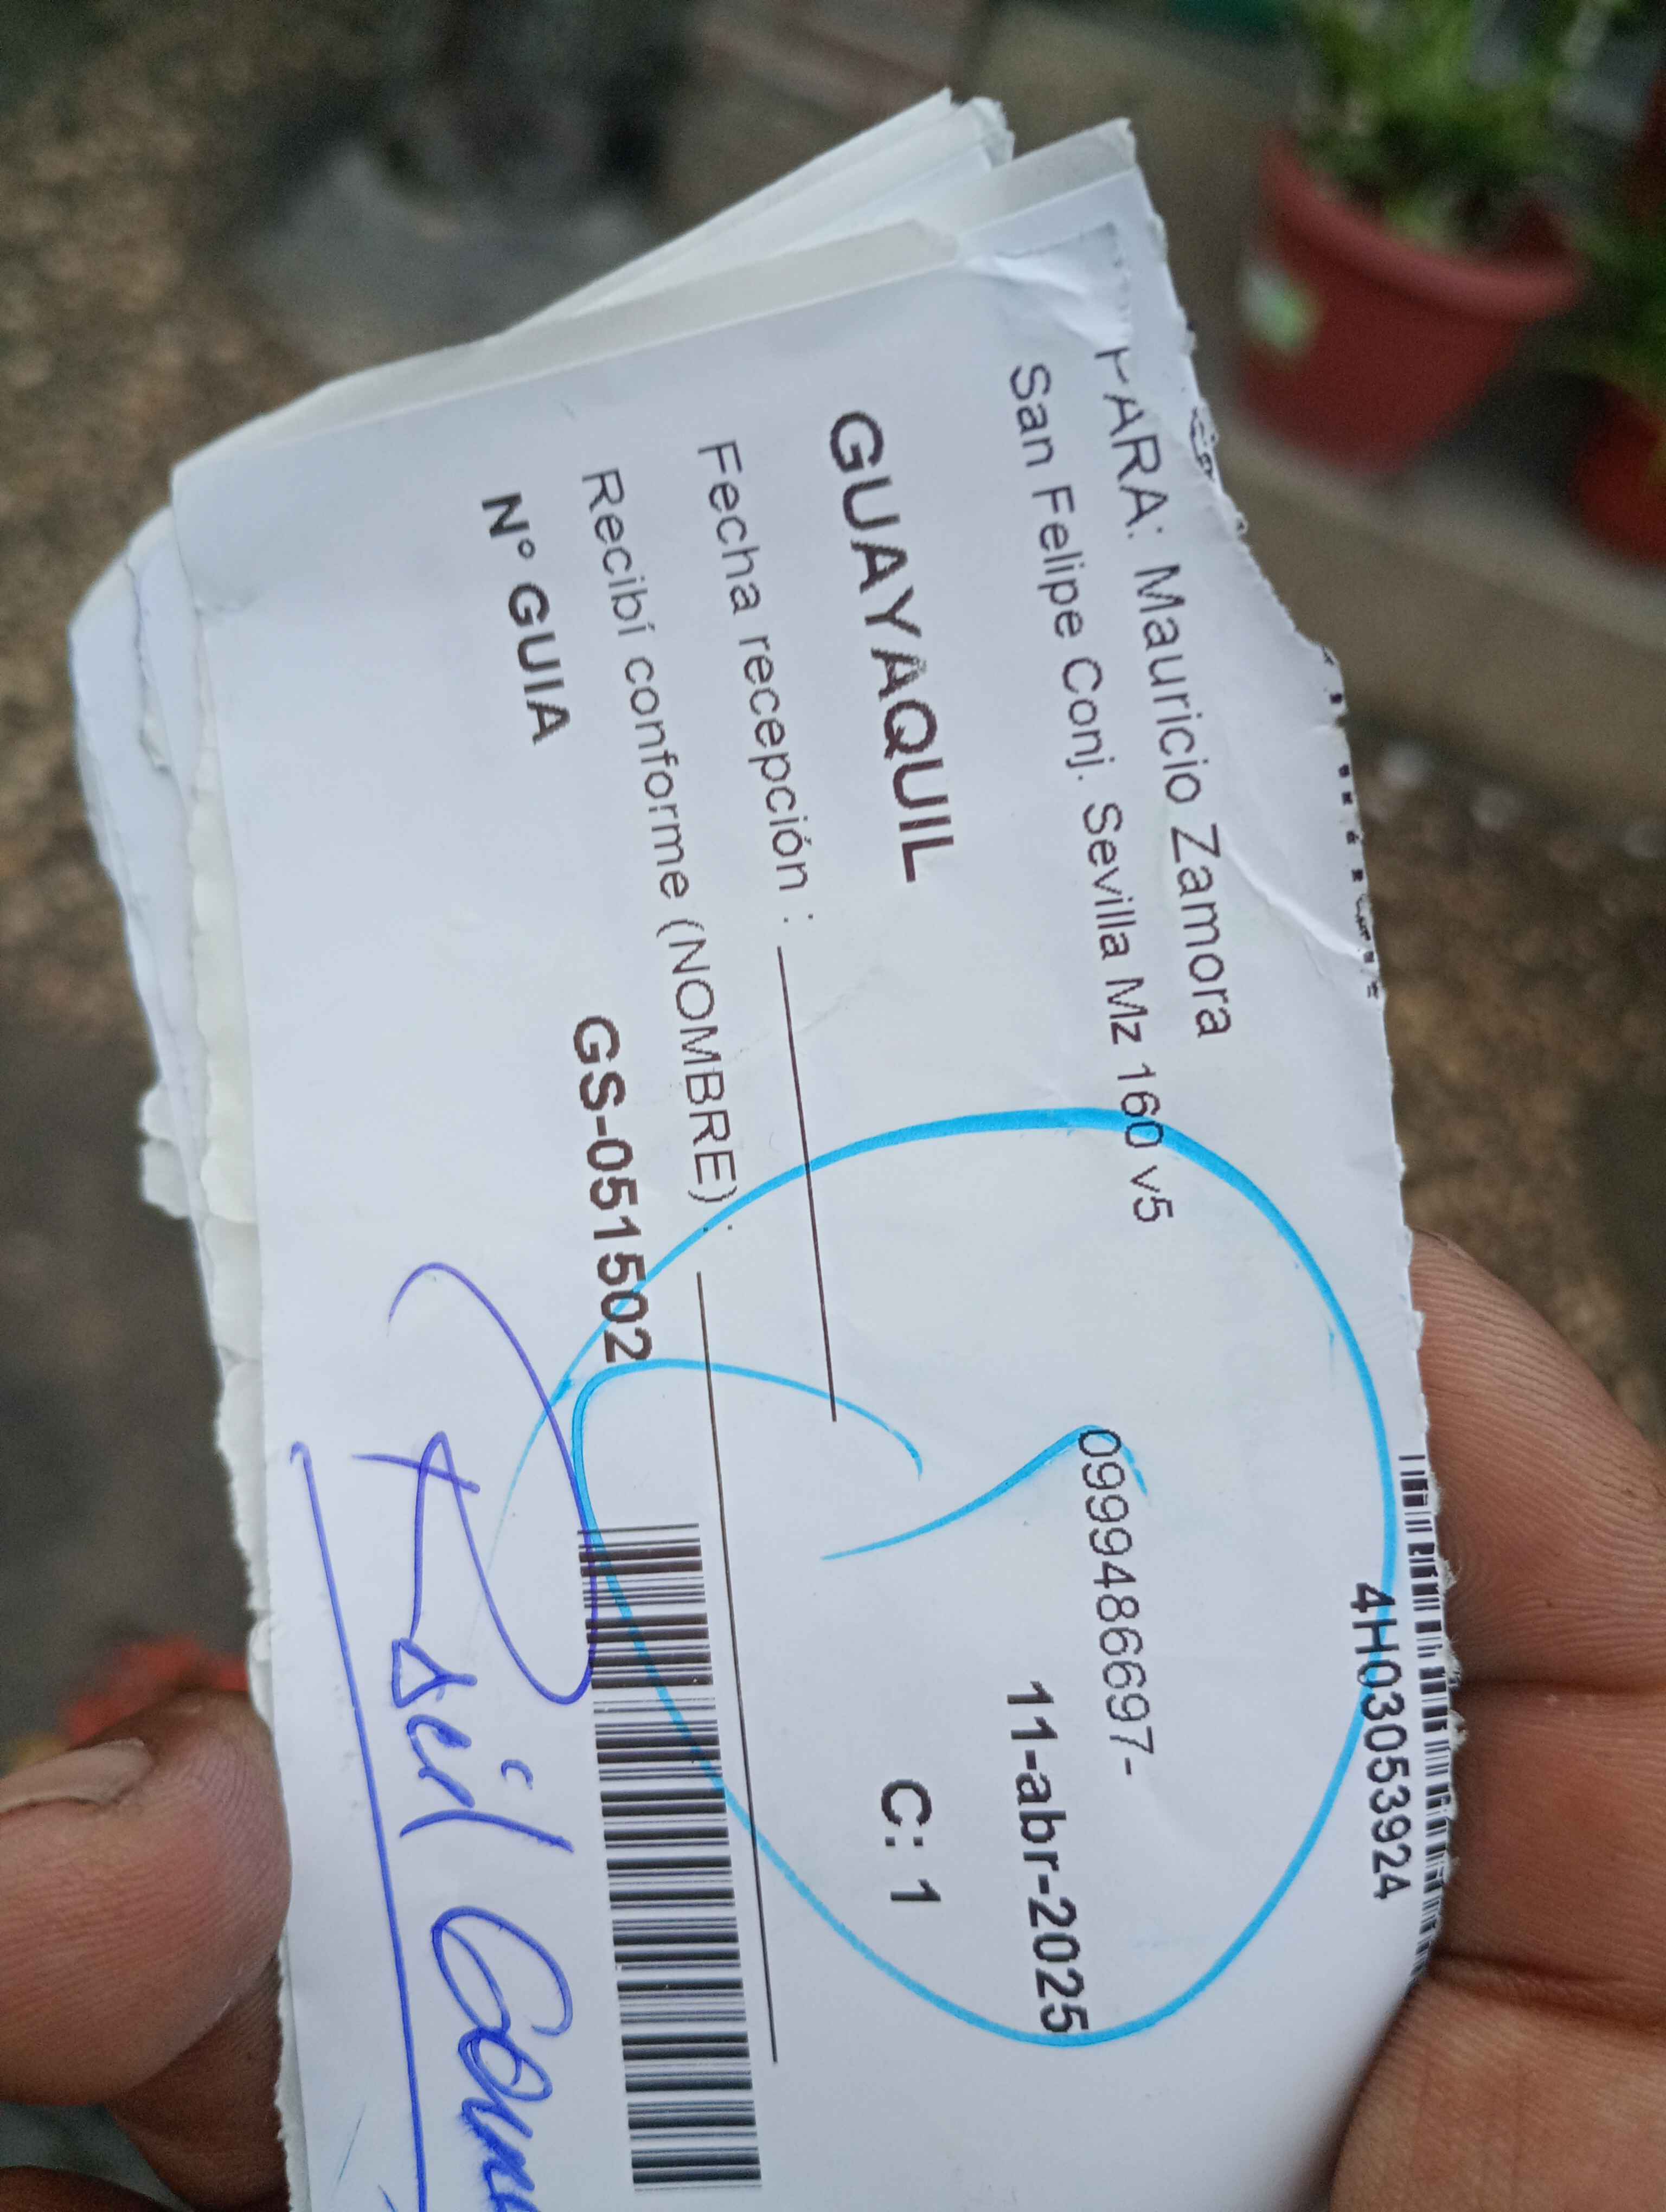 4H0305953924
PARA: Mauricio Zamora
San Felipe Conj. Sevilla Mz 160 v5
0999486697-
11-abr-2025
GUAYAQUIL
C: 1
Fecha recepción :
Recibí conforme (NOMBRE) :
N° GUIA
GS-051502